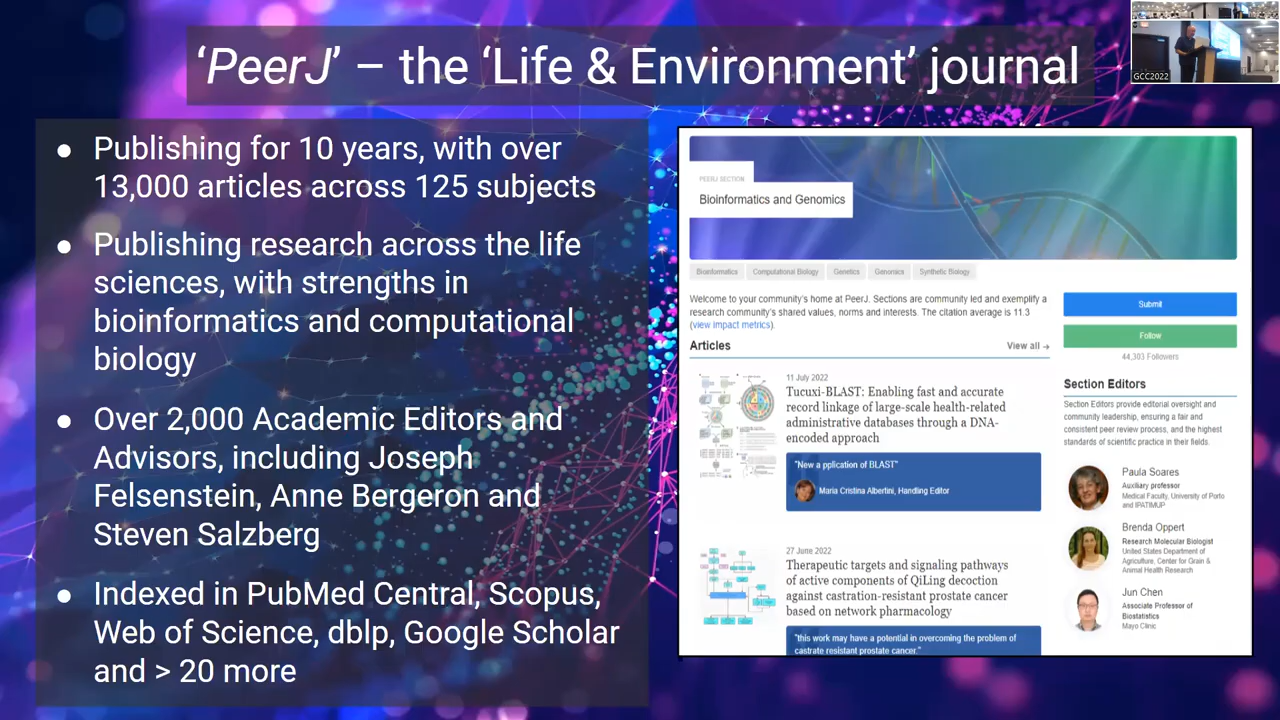 ‘PeerJ’ – the ‘Life & Environment’ journal
GCC2022
● Publishing for 10 years, with over
13,000 articles across 125 subjects
● Publishing research across the life
sciences, with strengths in
bioinformatics and computational
biology
● Over 2,000 Academic Editors and
Advisors, including Joseph
Felsenstein, Anne Bergeron and
Steven Salzberg
● Indexed in PubMed Central, Scopus,
Web of Science, dblp, Google Scholar
and > 20 more
PEERJ SECTION
Bioinformatics and Genomics
Bioinformatics Computational Biology Genetics Genomics Synthetic Biology
Welcome to your community's home at PeerJ. Sections are community led and exemplify a
research community's shared values, norms and interests. The citation average is 11.3
(view impact metrics).
Articles View all →
11 July 2022
Tucuxi-BLAST: Enabling fast and accurate
record linkage of large-scale health-related
administrative databases through a DNA-
encoded approach
"New a pplication of BLAST"
Maria Cristina Albertini, Handling Editor
27 June 2022
Therapeutic targets and signaling pathways
of active components of QiLing decoction
against castration-resistant prostate cancer
based on network pharmacology
"this work may have a potential in overcoming the problem of
castrate resistant prostate cancer."
Submit
Follow
44,303 Followers
Section Editors
Section Editors provide editorial oversight and
community leadership, ensuring a fair and
consistent peer review process, and the highest
standards of scientific practice in their fields.
Paula Soares
Auxiliary professor
Medical Faculty, University of Porto
and IPATIMUP
Brenda Oppert
Research Molecular Biologist
United States Department of
Agriculture, Center for Grain &
Animal Health Research
Jun Chen
Associate Professor of
Biostatistics
Mayo Clinic